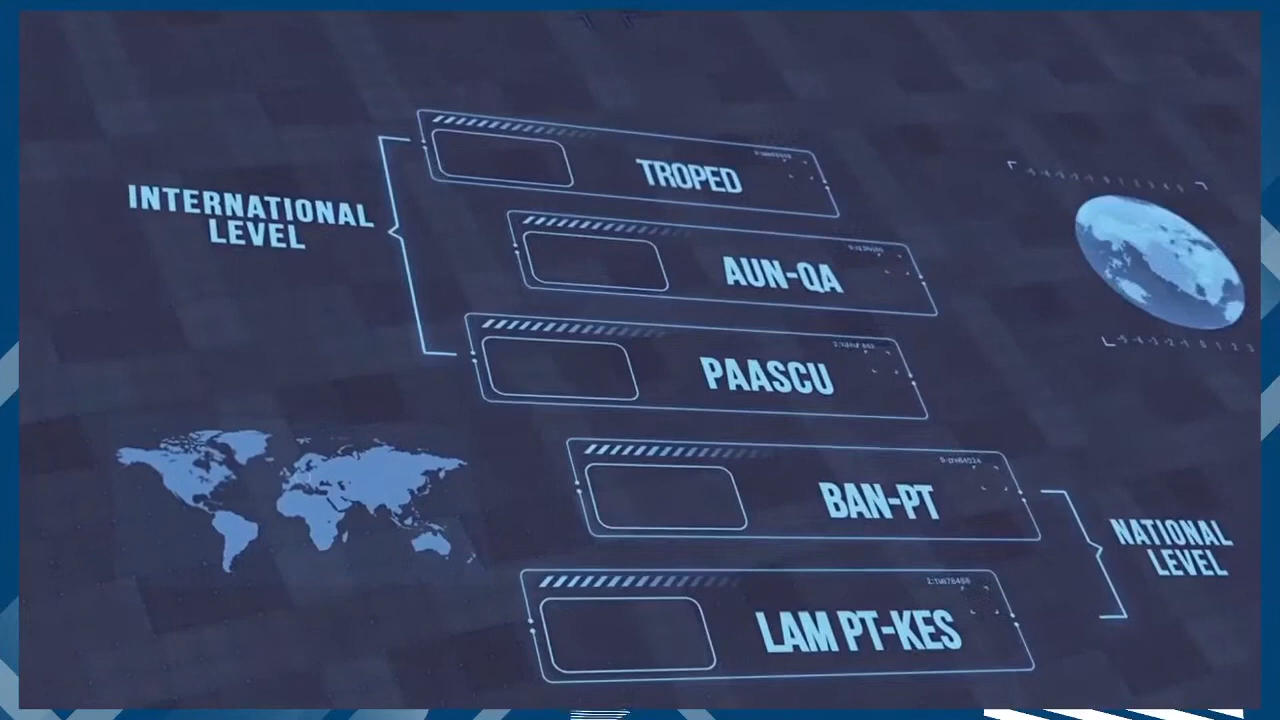 INTERNATIONAL
LEVEL
TROPED
AUN-QA
PAASCU
BAN-PT
LAM PT-KES
NATIONAL
LEVEL